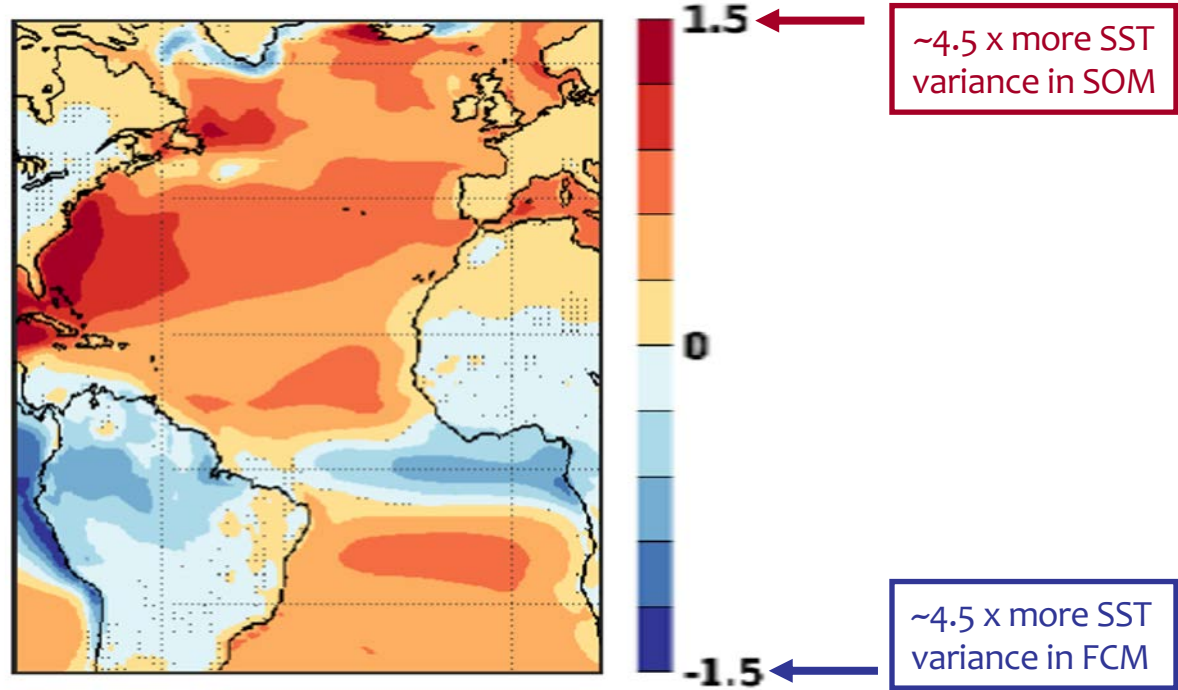 1.5
~4.5 x more SST
variance in SOM
0
~4.5 x more SST
variance in FCM
-1.5